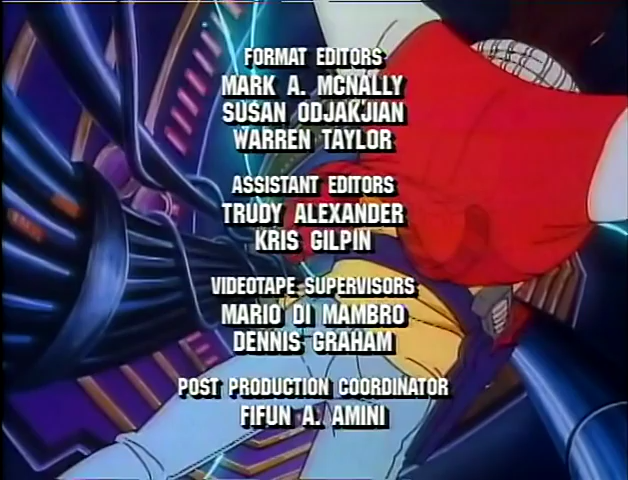 FORMAT EDITORS
MARK A. MCNALLY
SUSAN ODJAKJIAN
WARREN TAYLOR
ASSISTANT EDITORS
TRUDY ALEXANDER
KRIS GILPIN
VIDEOTAPE SUPERVISORS
MARIO DI MAMBRO
DENNIS GRAHAM
POST PRODUCTION COORDINATOR
FIFUN A. AMINI